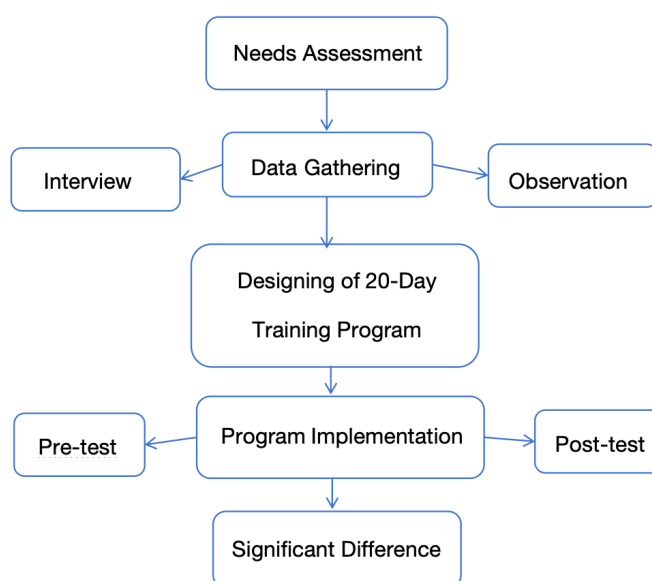 Needs Assessment
Interview
Data Gathering
Observation
Designing of 20-Day
Training Program
Pre-test
Program Implementation
Post-test
Significant Difference